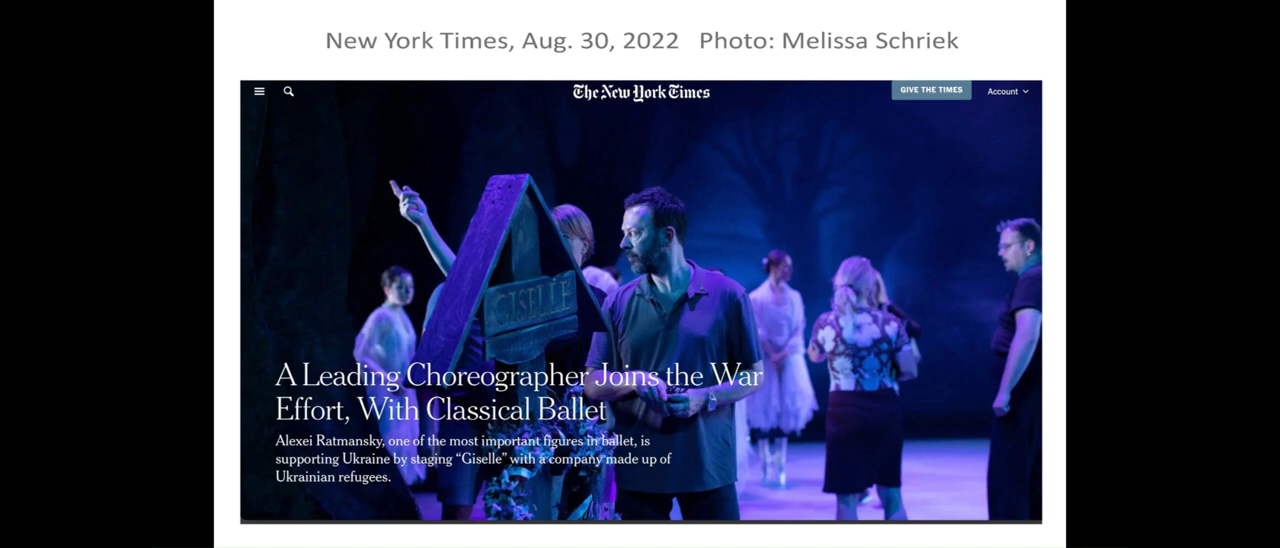 New York Times, Aug. 30, 2022 Photo: Melissa Schriek
The New York Times
GIVE THE TIMES
Account
GISELLE
A Leading Choreographer Joins the War
Effort, With Classical Ballet
Alexei Ratmansky, one of the most important figures in ballet, is
supporting Ukraine by staging “Giselle” with a company made up of
Ukrainian refugees.